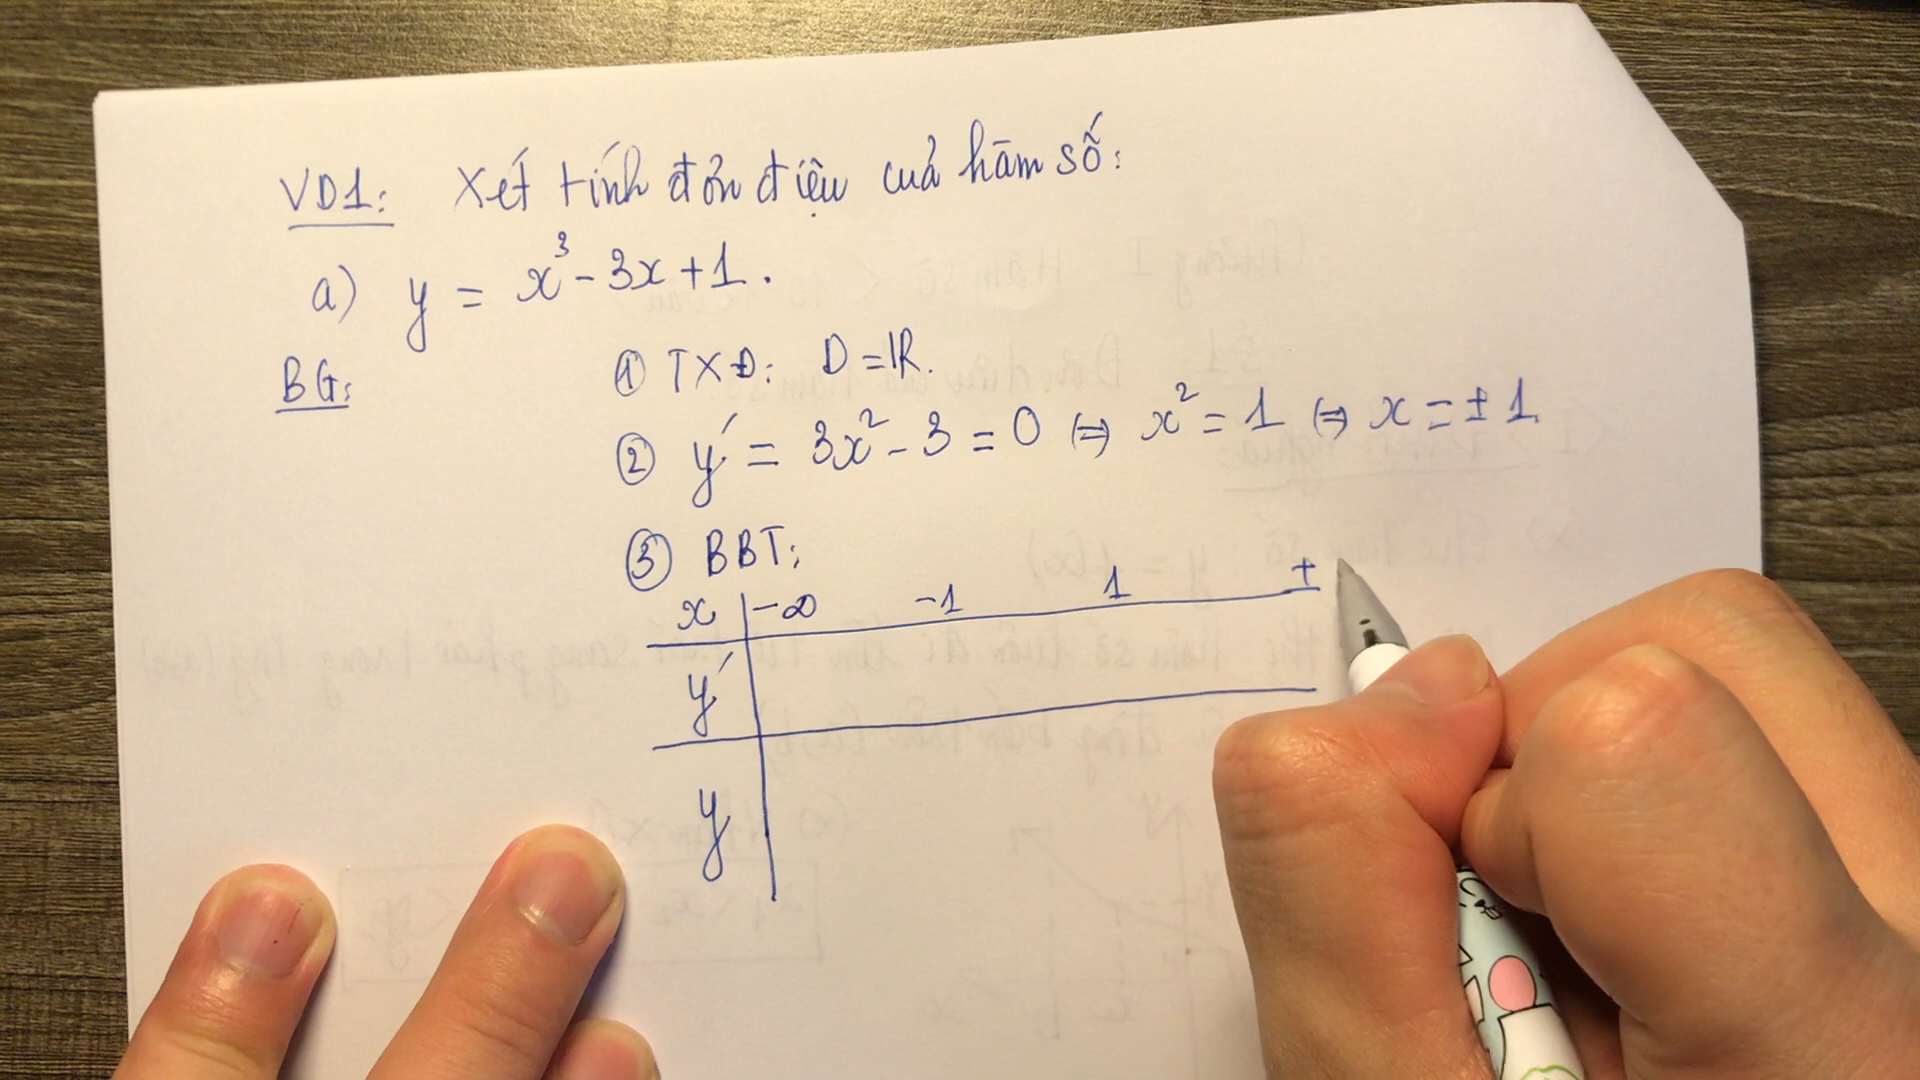 VD1: Xét tính đơn điệu cuả hàm số:
a) y = x³ - 3x + 1.
BG:
① TXĐ: D = ℝ.
② y' = 3x² - 3 = 0 ⇔ x² = 1 ⇔ x = ± 1
③ BBT:
x -∞ -1 1 +
y'
y